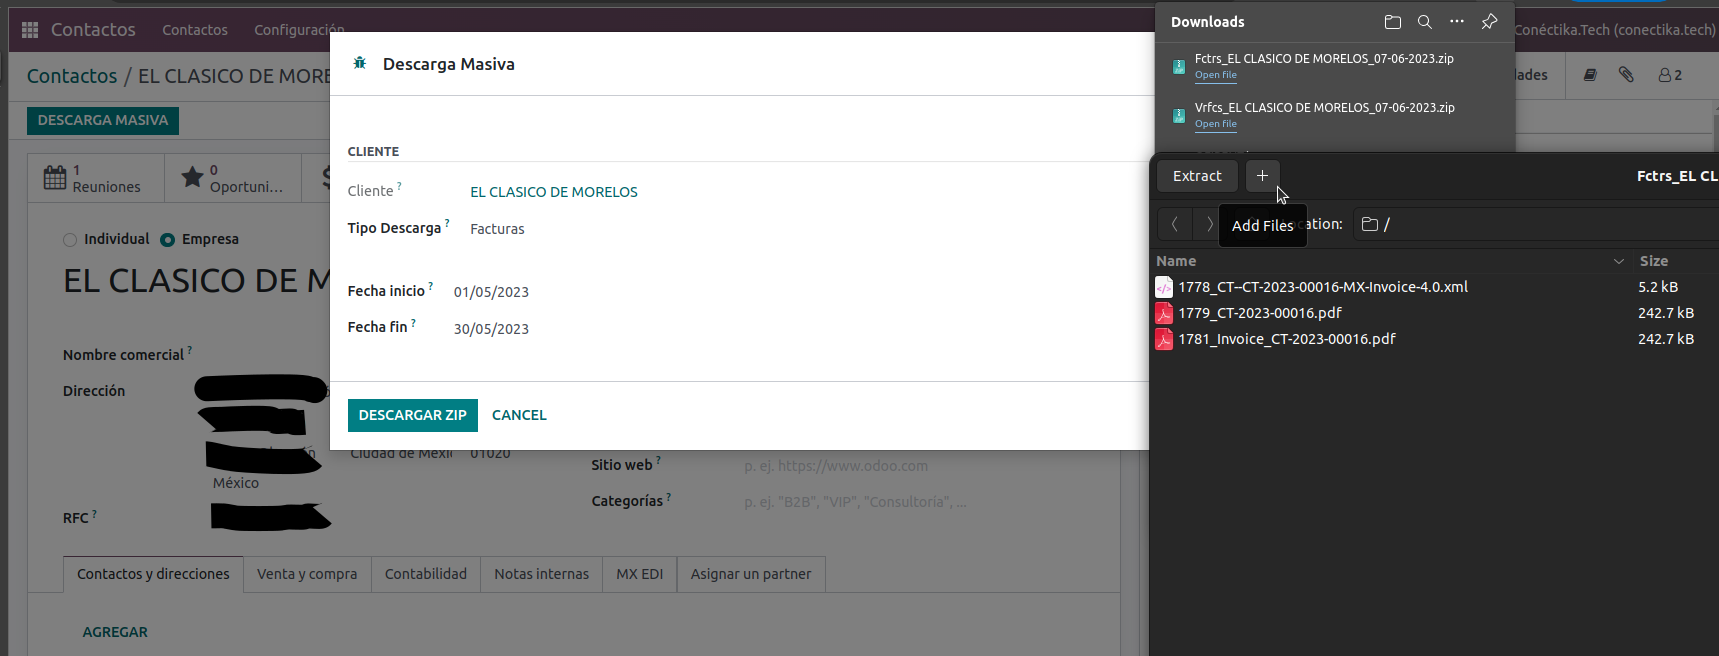 Contactos Contactos Configuración
Conéctika.Tech (conectika.tech)
Contactos / EL CLASICO DE MORE
dades 2
DESCARGA MASIVA
1
Reuniones
0
Oportuni...
$
Individual Empresa
EL CLASICO DE M
Nombre comercial ?
Dirección
Ciudad de Méxi 01020
México
RFC ?
Sitio web ? p. ej. https://www.odoo.com
Categorías ? p. ej. "B2B", "VIP", "Consultoría", ...
Contactos y direcciones Venta y compra Contabilidad Notas internas MX EDI Asignar un partner
AGREGAR
Descarga Masiva
CLIENTE
Cliente ? EL CLASICO DE MORELOS
Tipo Descarga ? Facturas
Fecha inicio ? 01/05/2023
Fecha fin ? 30/05/2023
DESCARGAR ZIP CANCEL
Downloads
Fctrs_EL CLASICO DE MORELOS_07-06-2023.zip
Open file
Vrfcs_EL CLASICO DE MORELOS_07-06-2023.zip
Open file
Extract + Fctrs_EL CL
Add Files cation: /
Name Size
1778_CT--CT-2023-00016-MX-Invoice-4.0.xml 5.2 kB
1779_CT-2023-00016.pdf 242.7 kB
1781_Invoice_CT-2023-00016.pdf 242.7 kB